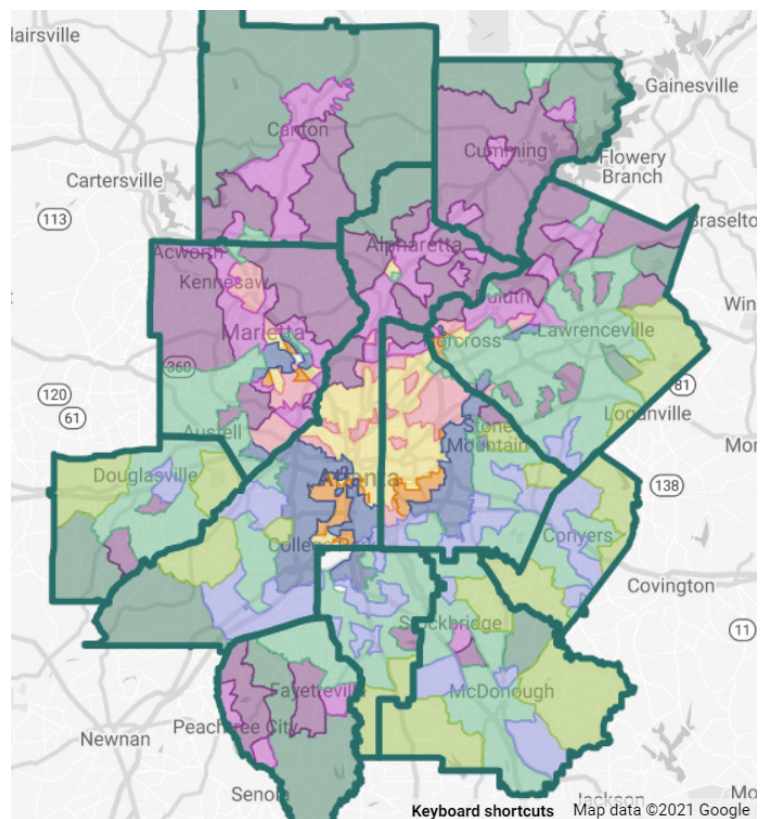 lairsville
Gainesville
Canton
Cumming
Flowery
Branch
Cartersville
113
Braselto
Alpharetta
Acworth
Kennesaw
Duluth
Win
Marietta
Lawrenceville
rcross
360
120
81
61
Loganville
Austell
Stone
Mountain
Mor
Douglasville
Atlanta
138
College
Conyers
Covington
Stockbridge
11
Fayetteville
McDonough
Peachtree City
Newnan
Senoia
Jackson
Mo
Keyboard shortcuts Map data ©2021 Google